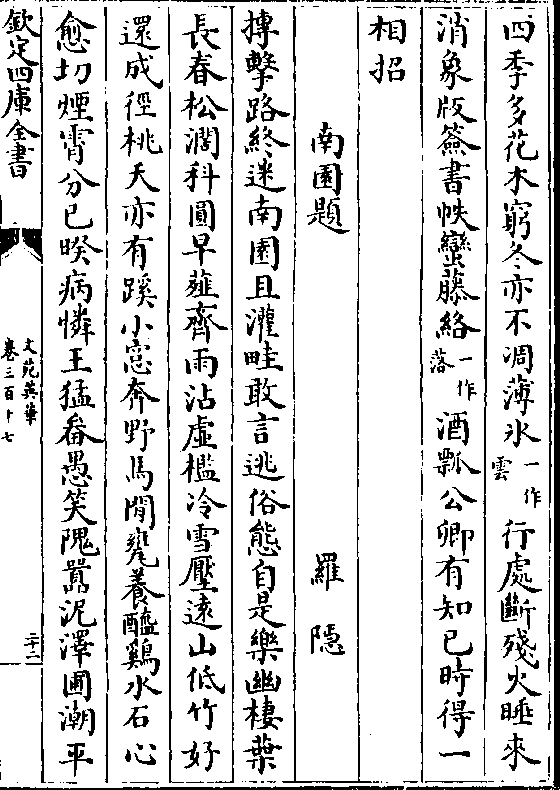 四季多花木窮冬亦不凋薄氷一作雲行處斷殘火睡來
消象版簽書帙蠻藤絡一作落酒瓢公卿有知己時得一
相招
南園題 羅隱
摶擊路終迷南園且灌畦敢言逃俗態自是樂幽棲葉
長春松濶科圓早薤齊雨沾虛檻冷雪壓遠山低竹好
還成徑桃夭亦有蹊小窓奔野馬閒甕養醯鷄水石心
愈切煙霄分已暌病憐王猛畚愚笑隗囂泥澤圃潮平
欽定四庫全書
文苑英華
卷三百十七
二十二